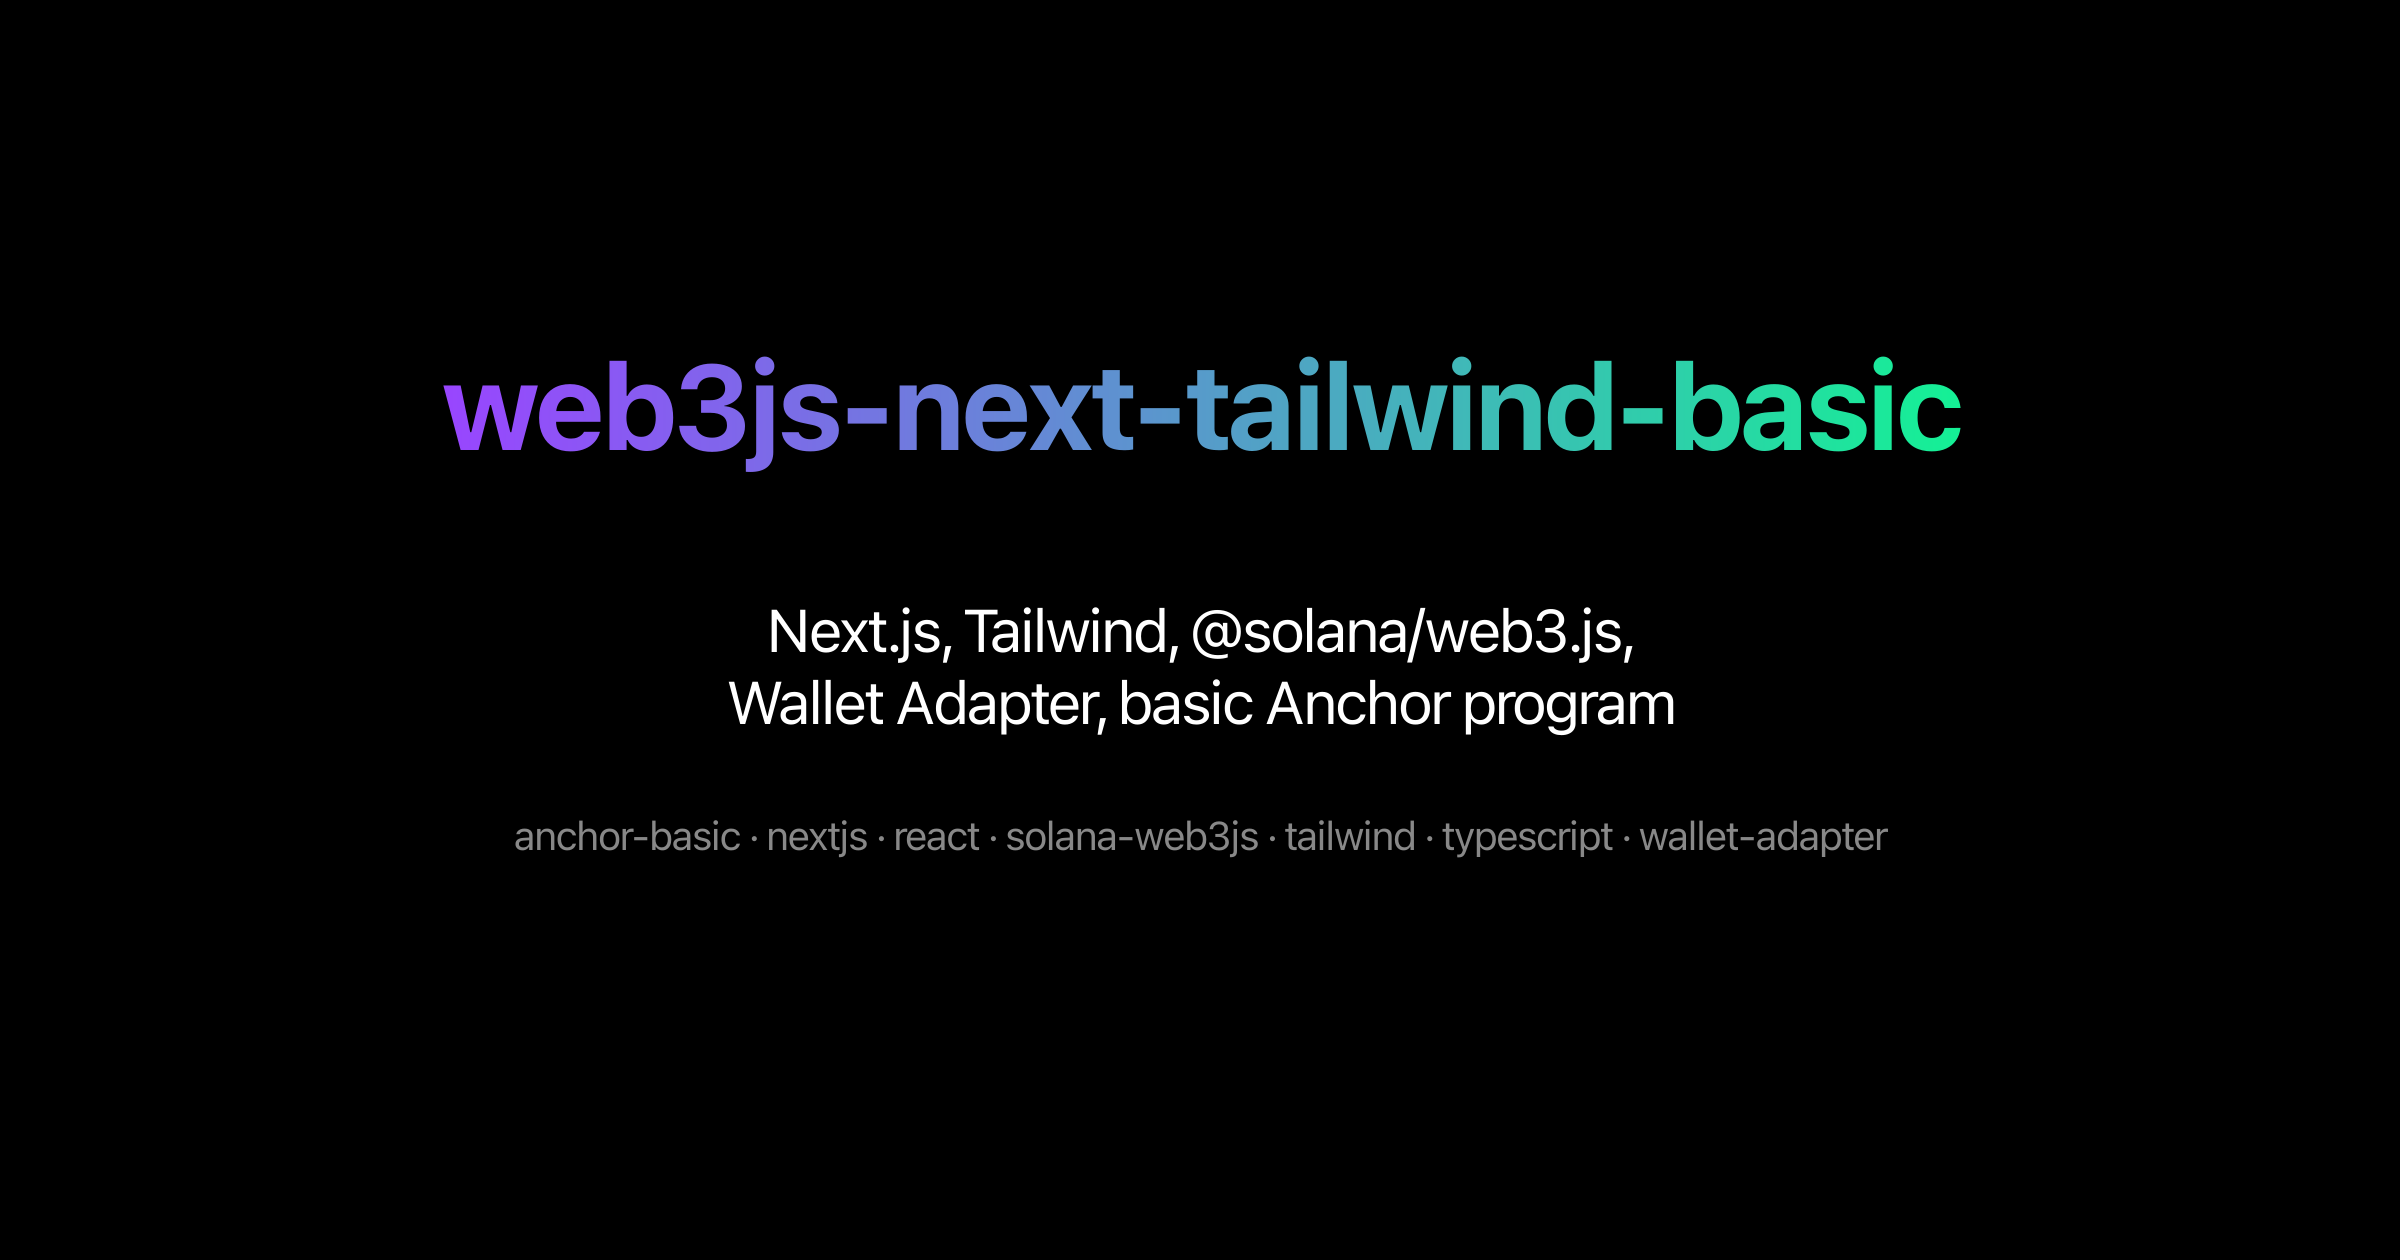 web3js-next-tailwind-basic
Next.js, Tailwind, @solana/web3.js,
Wallet Adapter, basic Anchor program
anchor-basic · nextjs · react · solana-web3js · tailwind · typescript · wallet-adapter